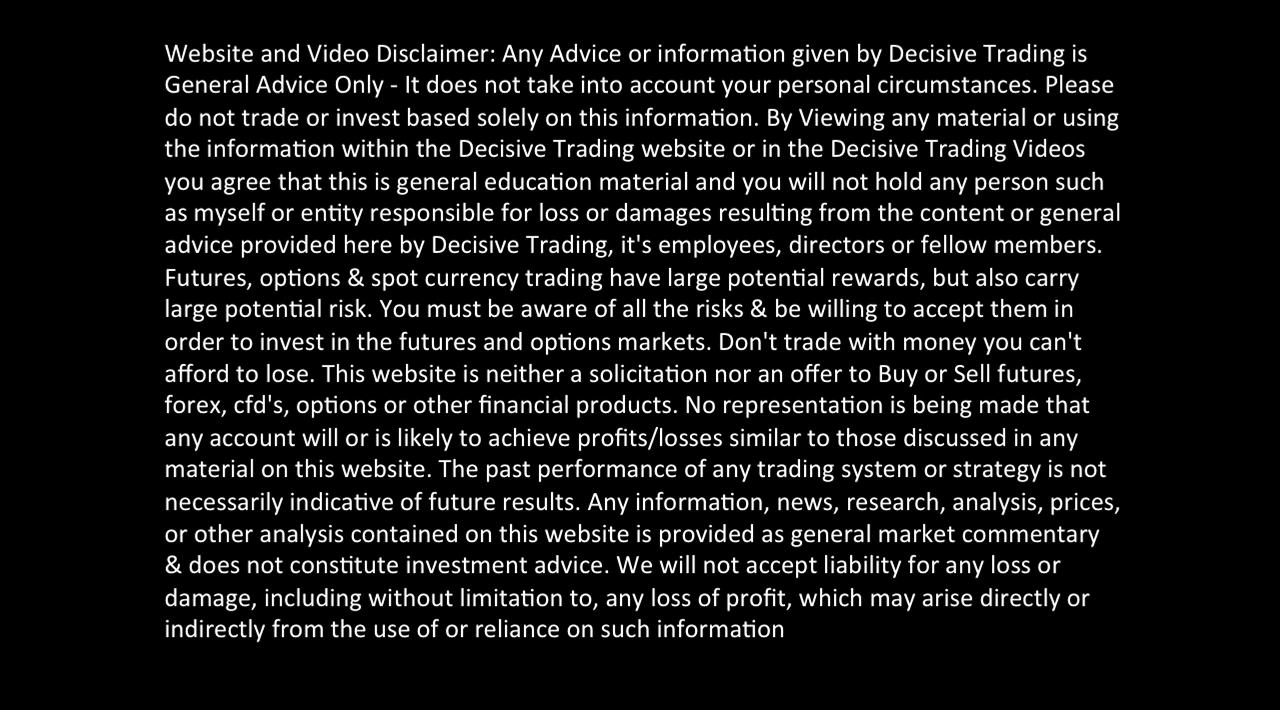 Website and Video Disclaimer: Any Advice or information given by Decisive Trading is
General Advice Only - It does not take into account your personal circumstances. Please
do not trade or invest based solely on this information. By Viewing any material or using
the information within the Decisive Trading website or in the Decisive Trading Videos
you agree that this is general education material and you will not hold any person such
as myself or entity responsible for loss or damages resulting from the content or general
advice provided here by Decisive Trading, it's employees, directors or fellow members.
Futures, options & spot currency trading have large potential rewards, but also carry
large potential risk. You must be aware of all the risks & be willing to accept them in
order to invest in the futures and options markets. Don't trade with money you can't
afford to lose. This website is neither a solicitation nor an offer to Buy or Sell futures,
forex, cfd's, options or other financial products. No representation is being made that
any account will or is likely to achieve profits/losses similar to those discussed in any
material on this website. The past performance of any trading system or strategy is not
necessarily indicative of future results. Any information, news, research, analysis, prices,
or other analysis contained on this website is provided as general market commentary
& does not constitute investment advice. We will not accept liability for any loss or
damage, including without limitation to, any loss of profit, which may arise directly or
indirectly from the use of or reliance on such information